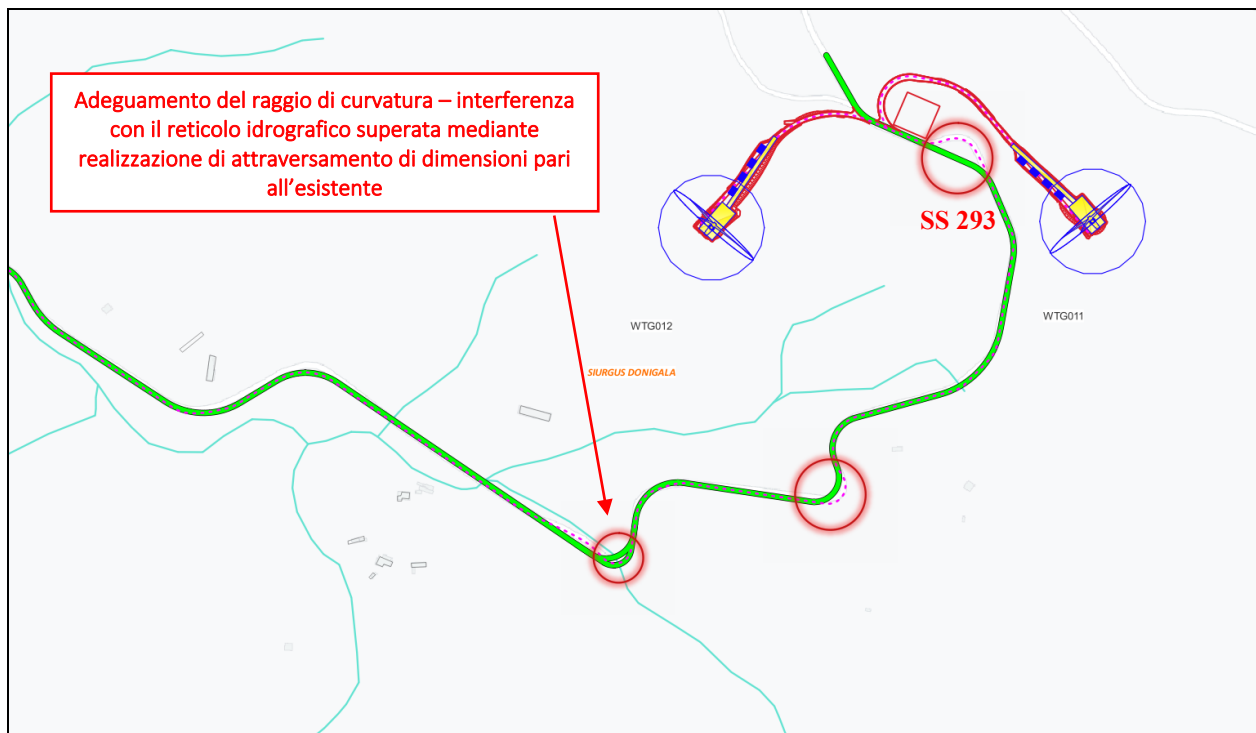 Adeguamento del raggio di curvatura – interferenza
con il reticolo idrografico superata mediante
realizzazione di attraversamento di dimensioni pari
all’esistente
SS 293
WTG012
WTG011
SIURGUS DONIGALA